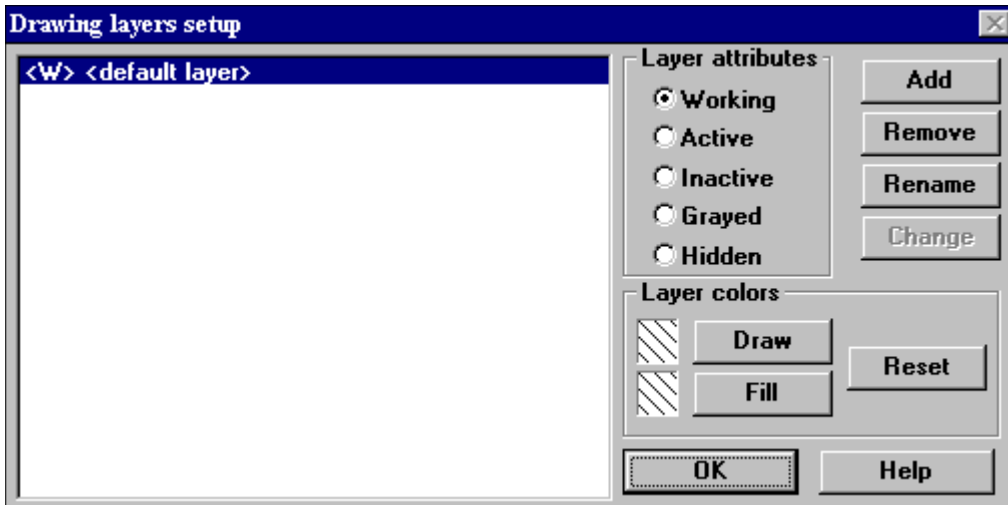 Drawing layers setup
<W> <default layer>
Layer attributes
Working
Active
Inactive
Grayed
Hidden
Add
Remove
Rename
Change
Layer colors
Draw
Fill
Reset
OK
Help